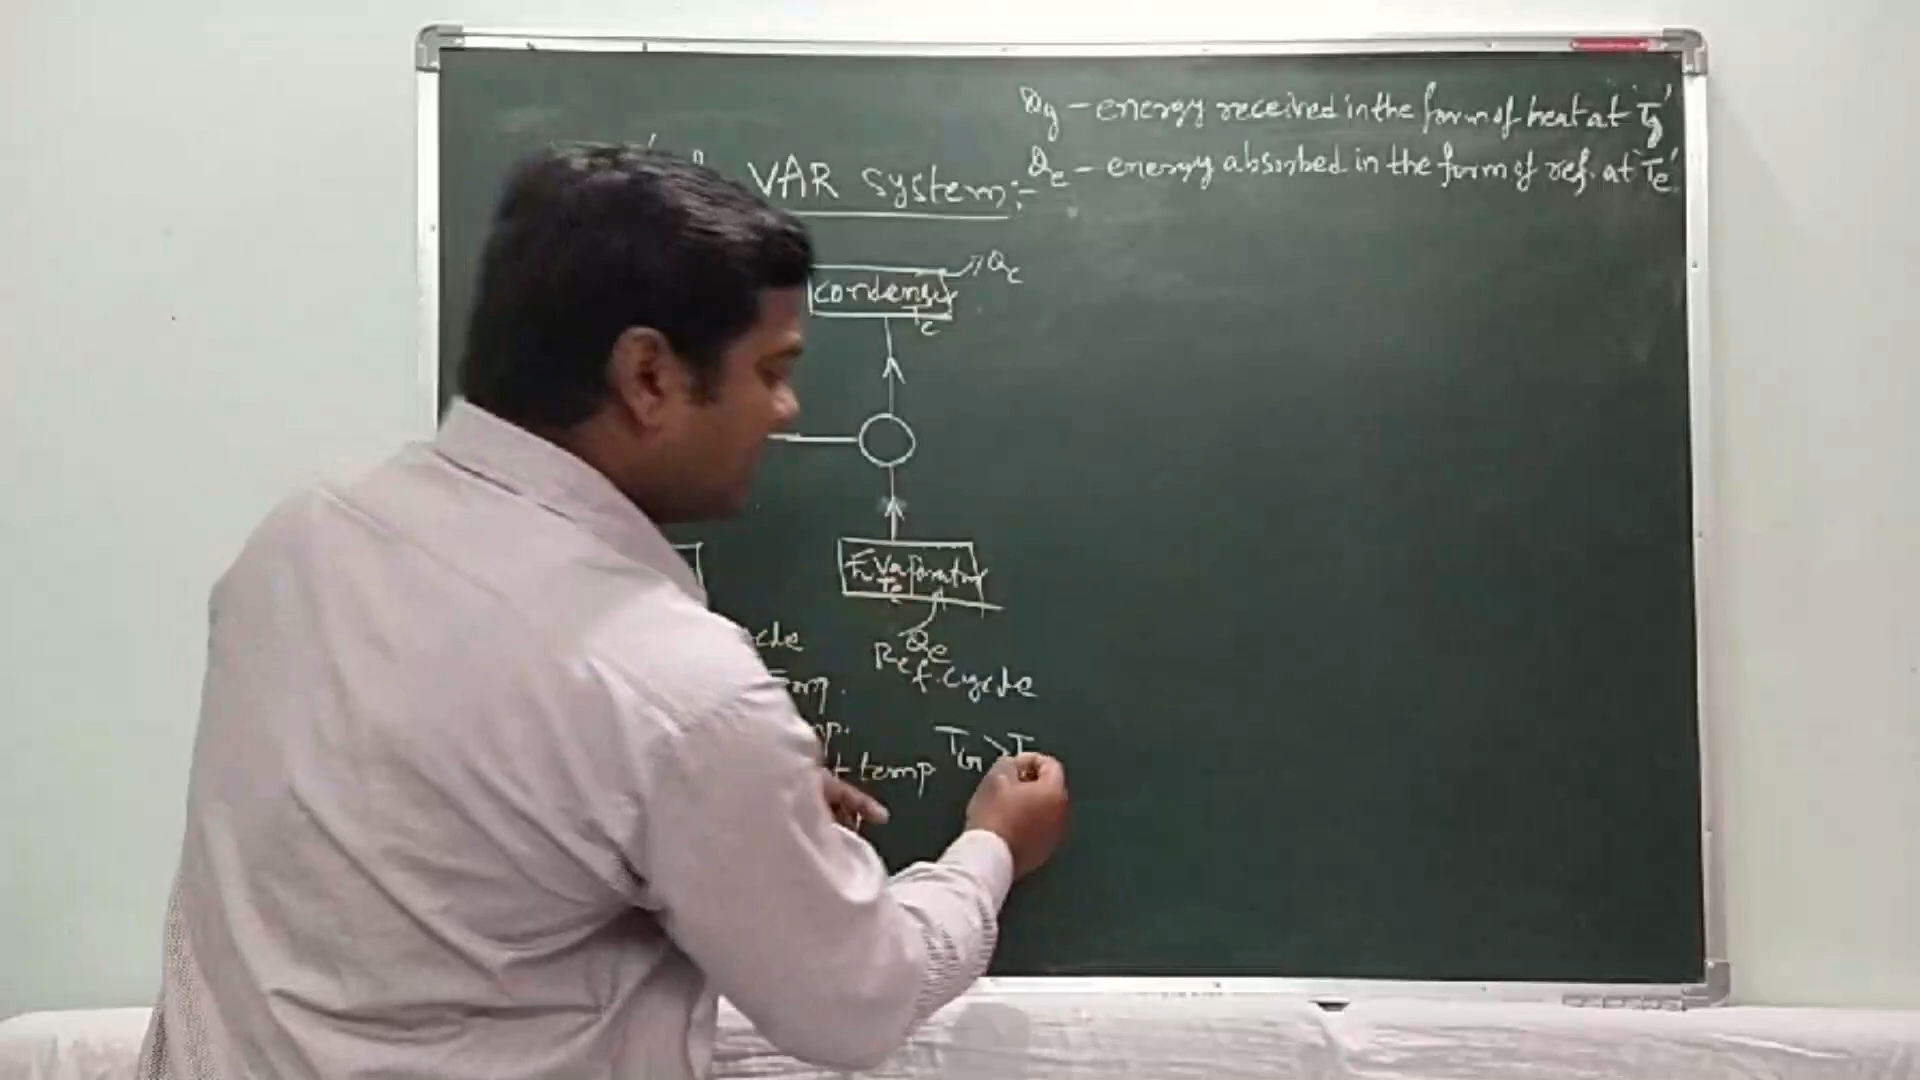 Qg - energy received in the form of heat at 'Tg'
Qe - energy absorbed in the form of ref. at 'Te'
VAR system:-
Qc
Condenser
Tc
Evaporator
Te
Qe
Ref. cycle
temp TG > T